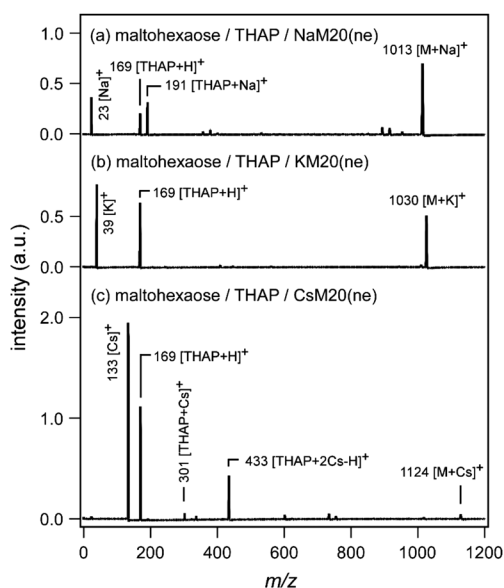 (a) maltohexaose / THAP / NaM20(ne)
1.0
0.5
0.0
23 [Na]+
169 [THAP+H]+
191 [THAP+Na]+
1013 [M+Na]+
(b) maltohexaose / THAP / KM20(ne)
0.5
0.0
39 [K]+
169 [THAP+H]+
1030 [M+K]+
(c) maltohexaose / THAP / CsM20(ne)
2.0
1.0
0.0
133 [Cs]+
169 [THAP+H]+
301 [THAP+Cs]+
433 [THAP+2Cs-H]+
1124 [M+Cs]+
intensity (a.u.)
0 200 400 600 800 1000 1200
m/z